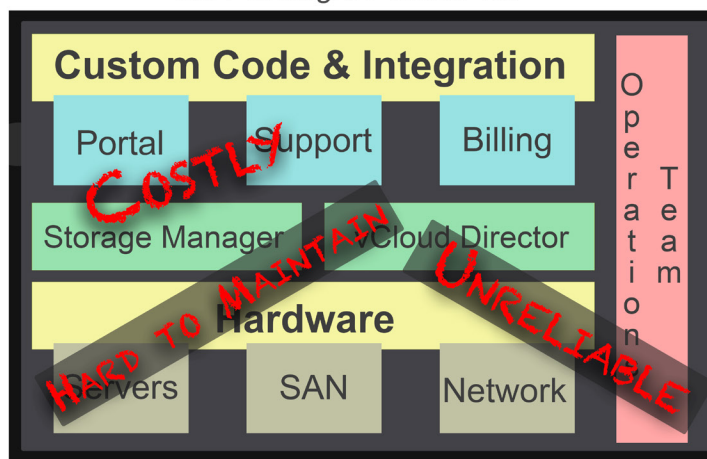 Custom Code & Integration
Portal
Support
Billing
COSTLY
Storage Manager
vCloud Director
HARD TO MAINTAIN
UNRELIABLE
Hardware
Servers
SAN
Network
Operation
Team